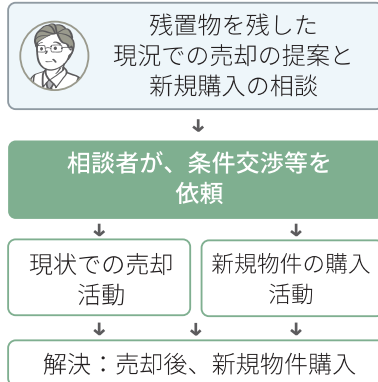 残置物を残した
現況での売却の提案と
新規購入の相談
相談者が、条件交渉等を
依頼
現状での売却
活動
新規物件の購入
活動
解決：売却後、新規物件購入